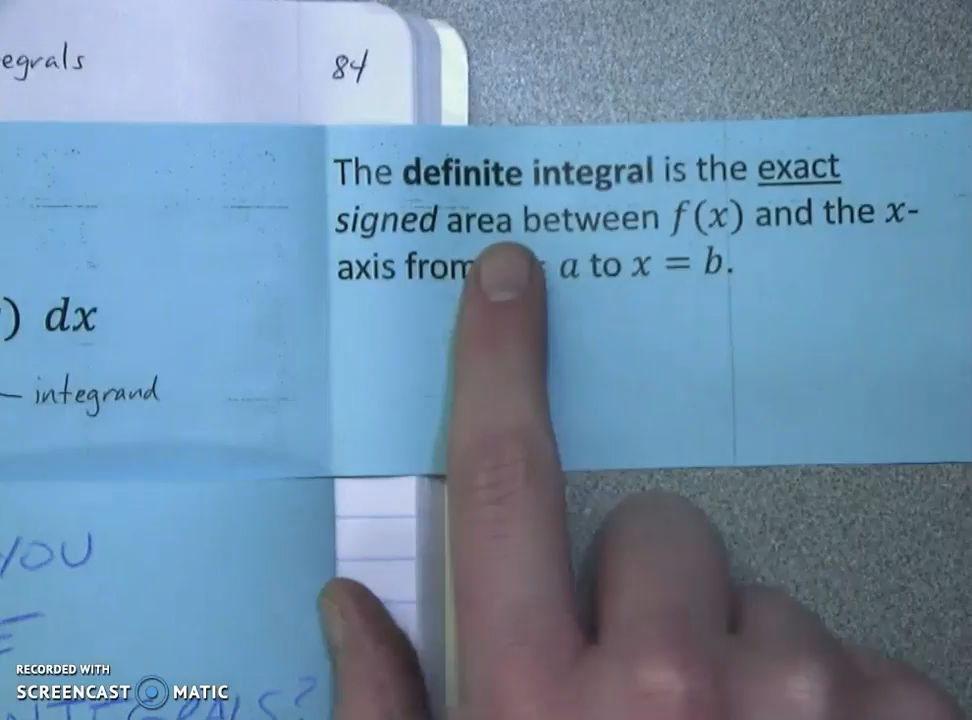 egrals 84
The definite integral is the exact
signed area between f(x) and the x-
axis from a to x = b.
) dx
integrand
YOU
E
INTEGRALS?
RECORDED WITH
SCREENCAST MATIC